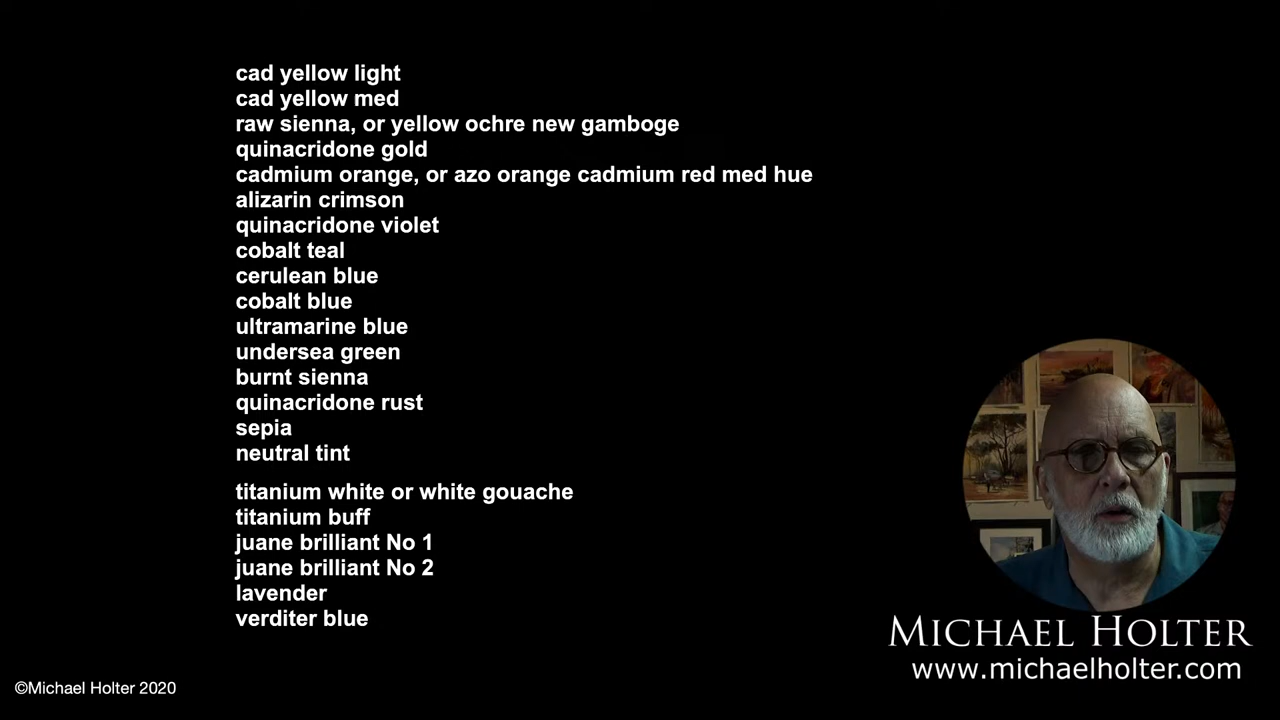 cad yellow light
cad yellow med
raw sienna, or yellow ochre new gamboge
quinacridone gold
cadmium orange, or azo orange cadmium red med hue
alizarin crimson
quinacridone violet
cobalt teal
cerulean blue
cobalt blue
ultramarine blue
undersea green
burnt sienna
quinacridone rust
sepia
neutral tint
titanium white or white gouache
titanium buff
juane brilliant No 1
juane brilliant No 2
lavender
verditer blue
MICHAEL HOLTER
www.michaelholter.com
©Michael Holter 2020